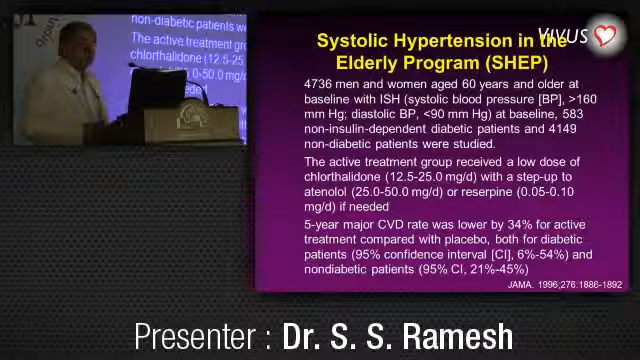 non-diabetic patients we
The active treatment gro
chlorthalidone (12.5-25
VIVUS
Systolic Hypertension in the
Elderly Program (SHEP)
4736 men and women aged 60 years and older at
baseline with ISH (systolic blood pressure [BP], >160
mm Hg; diastolic BP, <90 mm Hg) at baseline, 583
non-insulin-dependent diabetic patients and 4149
non-diabetic patients were studied.
The active treatment group received a low dose of
chlorthalidone (12.5-25.0 mg/d) with a step-up to
atenolol (25.0-50.0 mg/d) or reserpine (0.05-0.10
mg/d) if needed
5-year major CVD rate was lower by 34% for active
treatment compared with placebo, both for diabetic
patients (95% confidence interval [CI], 6%-54%) and
nondiabetic patients (95% CI, 21%-45%)
JAMA. 1996;276:1886-1892
Presenter : Dr. S. S. Ramesh